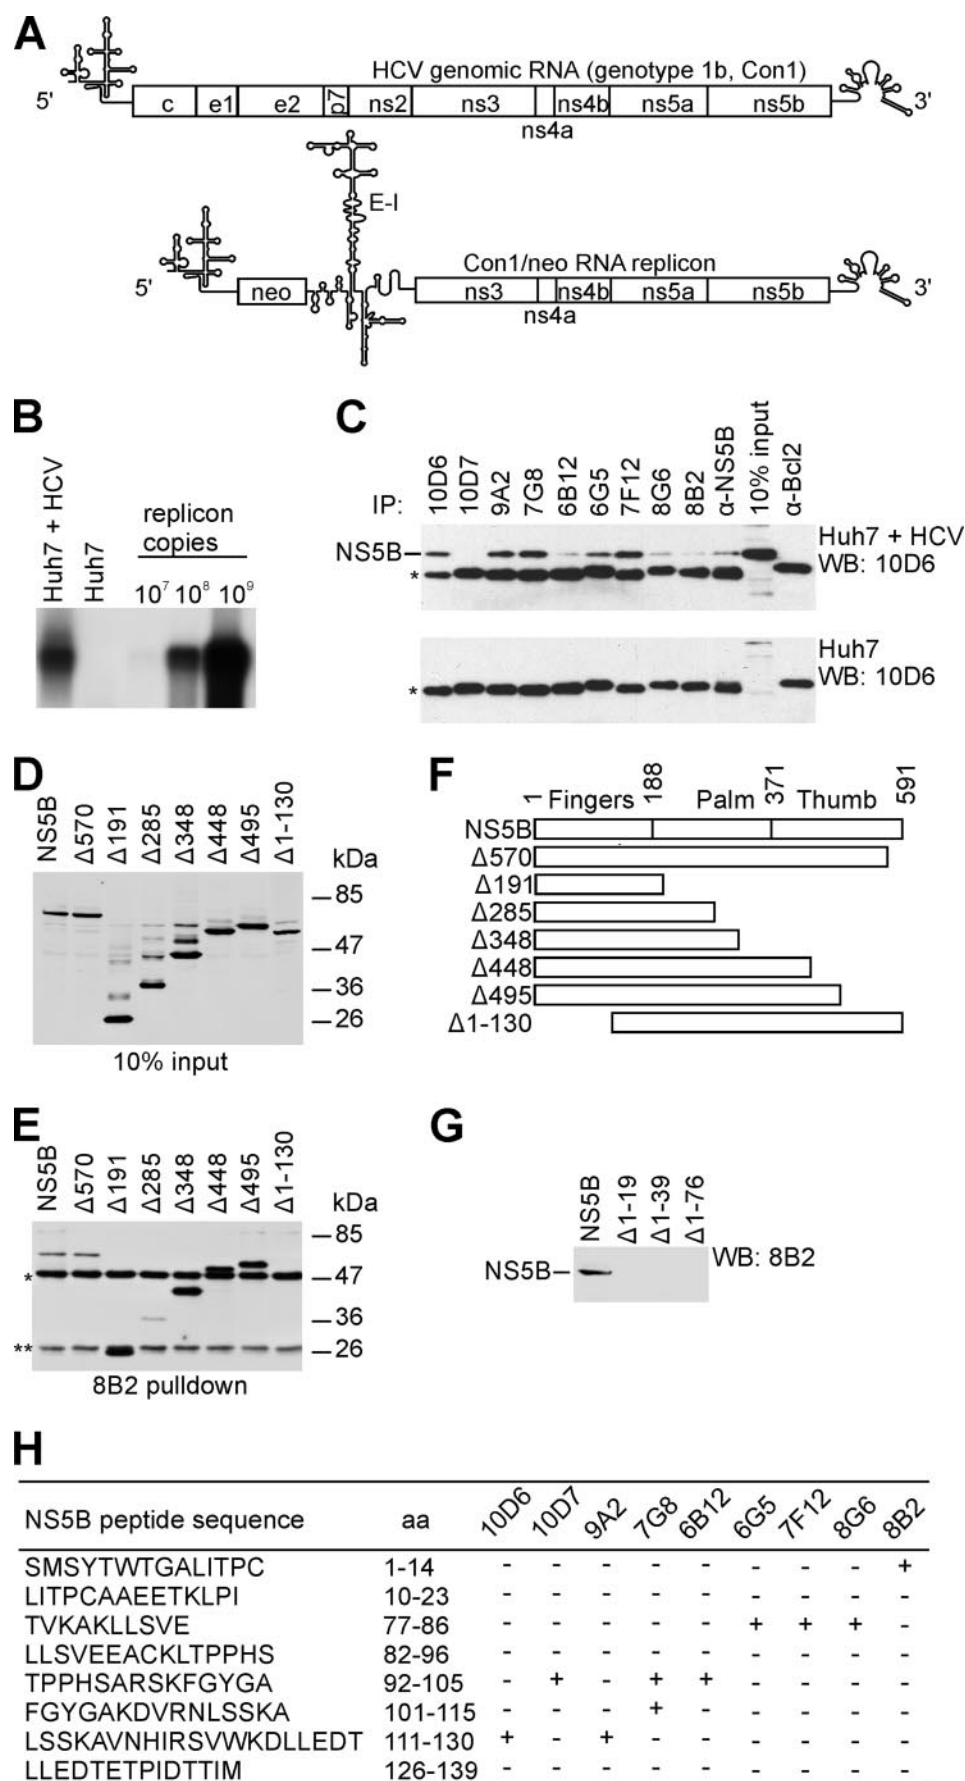 A
HCV genomic RNA (genotype 1b, Con1)
5' c e1 e2 p7 ns2 ns3 ns4b ns5a ns5b 3'
ns4a
E-I
Con1/neo RNA replicon
5' neo ns3 ns4b ns5a ns5b 3'
ns4a
B
Huh7 + HCV
Huh7
replicon
copies
10⁷ 10⁸ 10⁹
C
IP: 10D6 10D7 9A2 7G8 6B12 6G5 7F12 8G6 8B2 α-NS5B 10% input α-Bcl2
NS5B
*
Huh7 + HCV
WB: 10D6
*
Huh7
WB: 10D6
D
NS5B Δ570 Δ191 Δ285 Δ348 Δ448 Δ495 Δ1-130
kDa
85
47
36
26
10% input
E
NS5B Δ570 Δ191 Δ285 Δ348 Δ448 Δ495 Δ1-130
kDa
85
* 47
36
** 26
8B2 pulldown
F
1 Fingers 188 Palm 371 Thumb 591
NS5B
Δ570
Δ191
Δ285
Δ348
Δ448
Δ495
Δ1-130
G
NS5B Δ1-19 Δ1-39 Δ1-76
NS5B
WB: 8B2
H
NS5B peptide sequence aa 10D6 10D7 9A2 7G8 6B12 6G5 7F12 8G6 8B2
SMSYTWTGALITPC 1-14 - - - - - - - - +
LITPCAAEETKLPI 10-23 - - - - - - - - -
TVKAKLLSVE 77-86 - - - - - + + + -
LLSVEEACKLTPPHS 82-96 - - - - - - - - -
TPPHSARSKFGYGA 92-105 - + - + + - - - -
FGYGAKDVRNLSSKA 101-115 - - - + - - - - -
LSSKAVNHIRSVWKDLLEDT 111-130 + - + - - - - - -
LLEDTETPIDTTIM 126-139 - - - - - - - - -